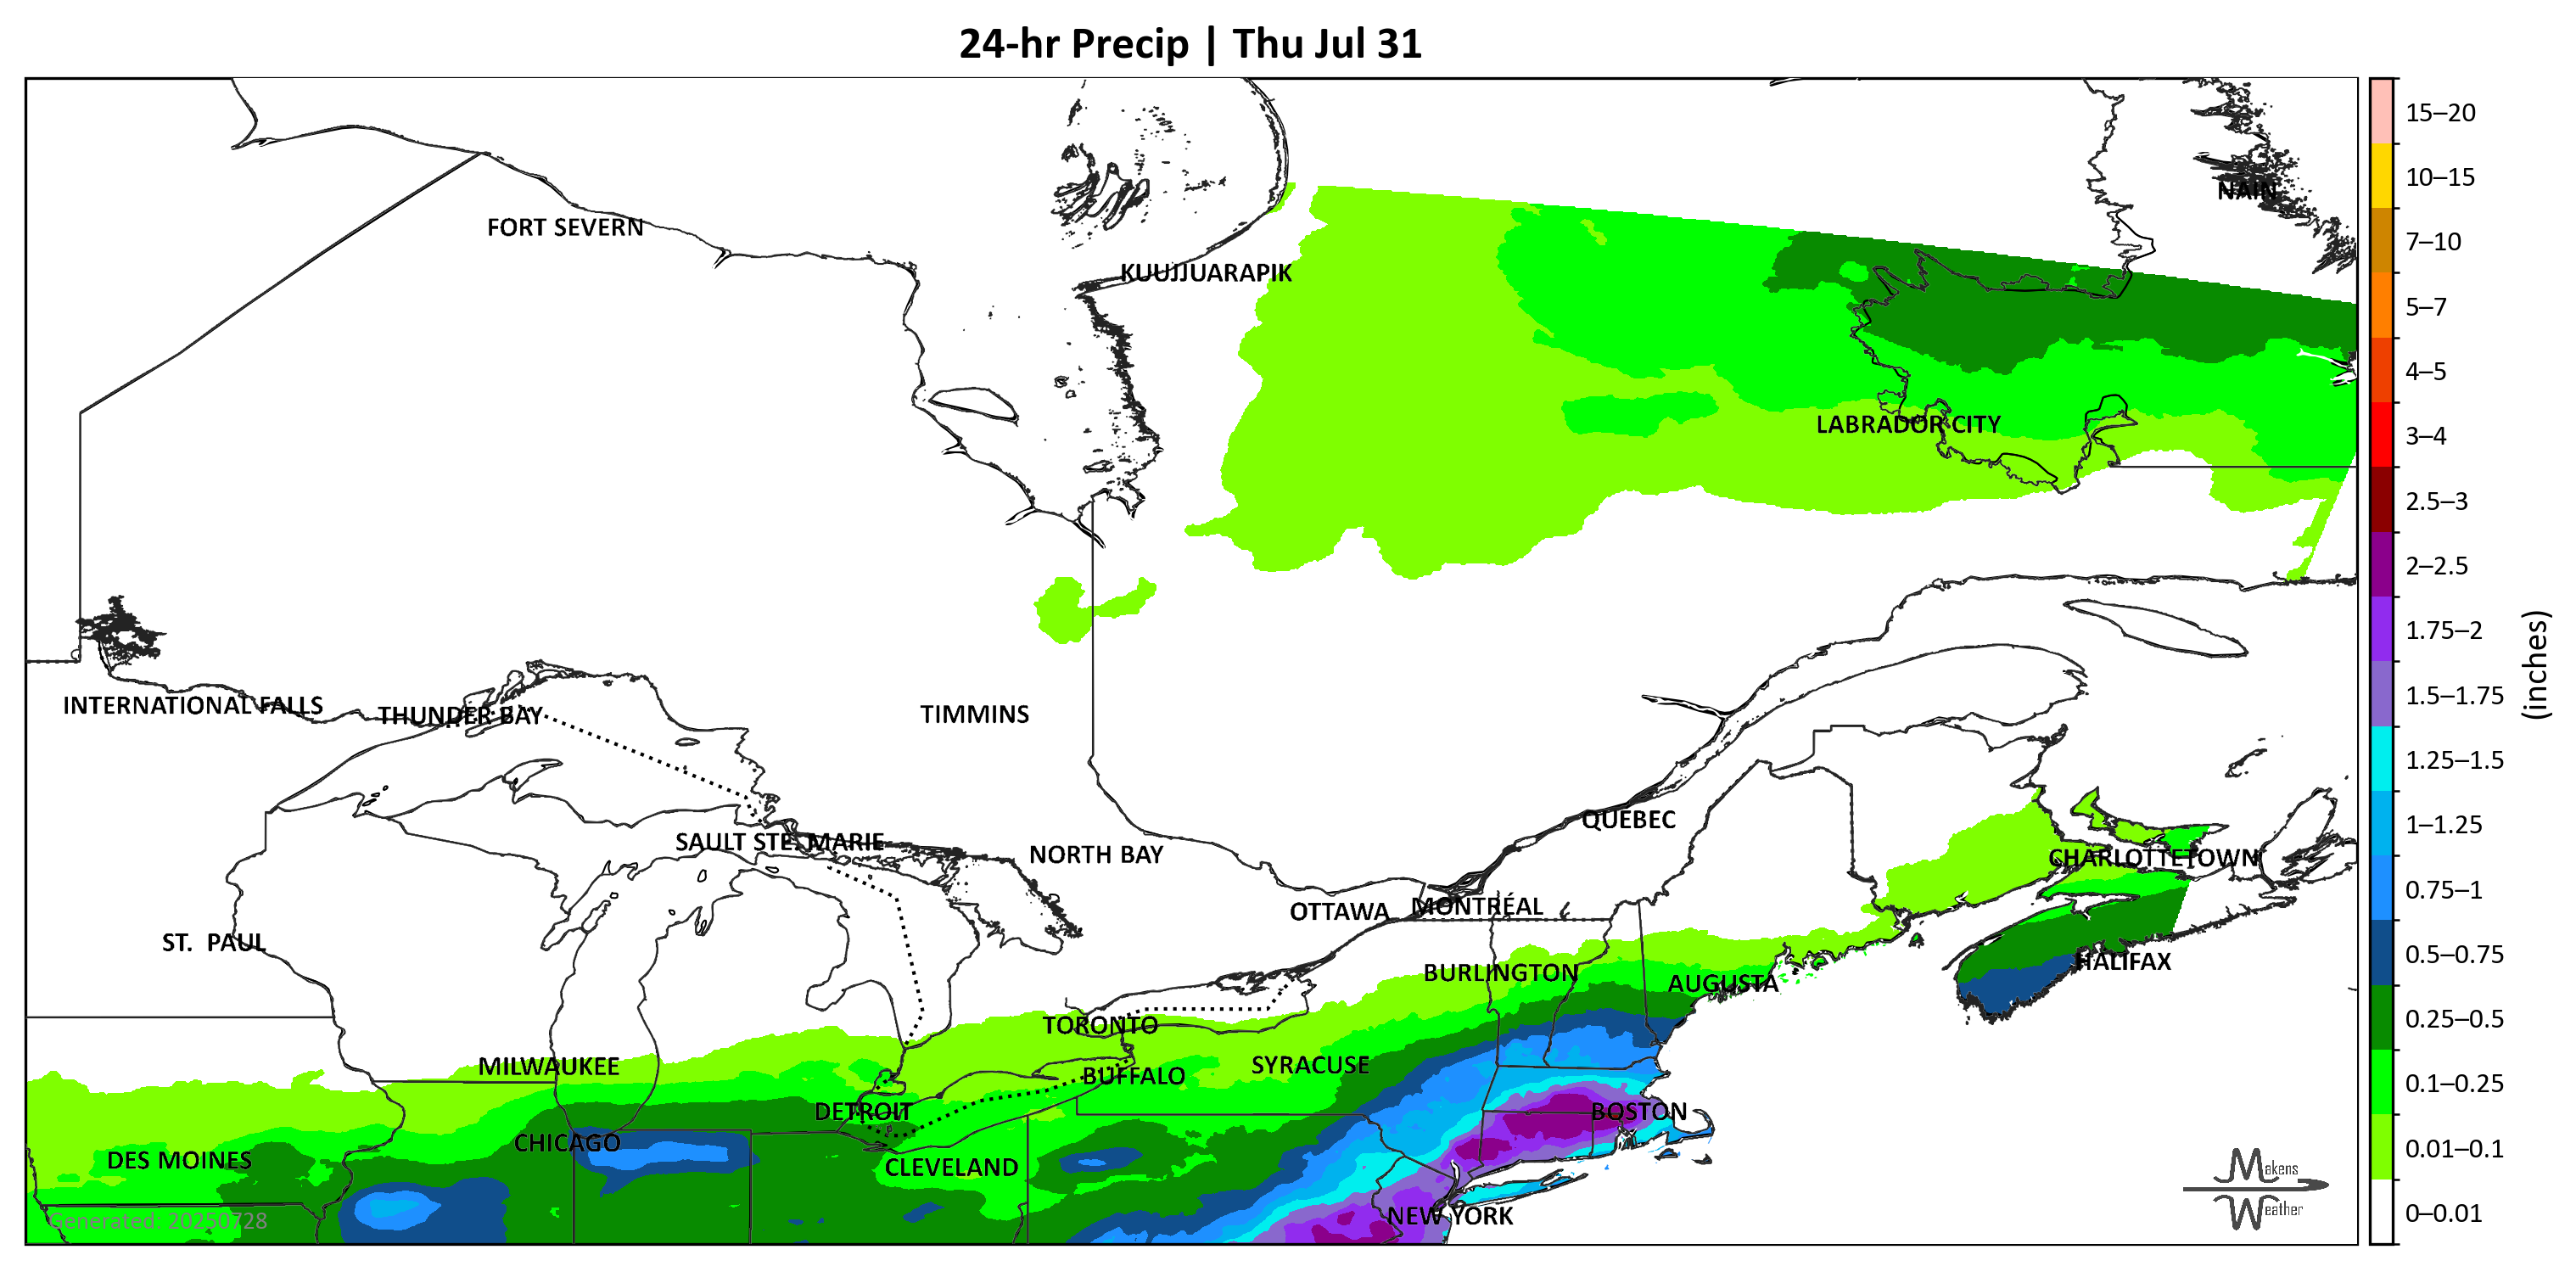 24-hr Precip | Thu Jul 31
15–20
10–15
NAIN
7–10
FORT SEVERN
KUUJJUARAPIK
5–7
4–5
LABRADOR CITY
3–4
2.5–3
2–2.5
1.75–2
(inches)
1.5–1.75
INTERNATIONAL FALLS
THUNDER BAY
TIMMINS
1.25–1.5
QUEBEC
1–1.25
SAULT STE. MARIE
NORTH BAY
CHARLOTTETOWN
0.75–1
OTTAWA
MONTRÉAL
ST. PAUL
0.5–0.75
HALIFAX
BURLINGTON
AUGUSTA
0.25–0.5
TORONTO
MILWAUKEE
SYRACUSE
BUFFALO
0.1–0.25
DETROIT
BOSTON
CHICAGO
0.01–0.1
DES MOINES
CLEVELAND
Makens
Weather
NEW YORK
0–0.01
Generated: 20250728